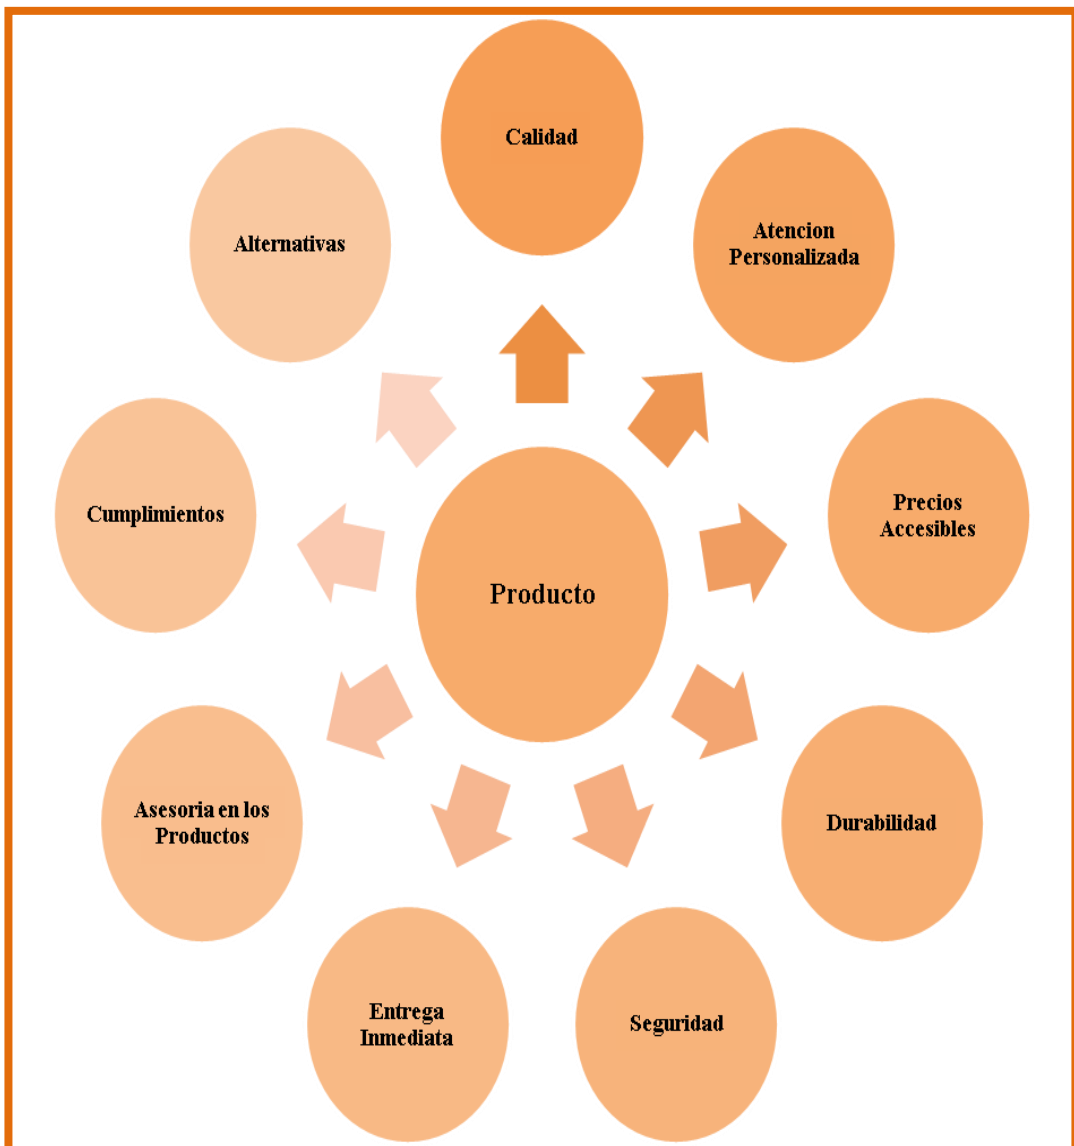 Calidad
Atencion
Personalizada
Precios
Accesibles
Durabilidad
Seguridad
Entrega
Inmediata
Asesoria en los
Productos
Cumplimientos
Alternativas
Producto